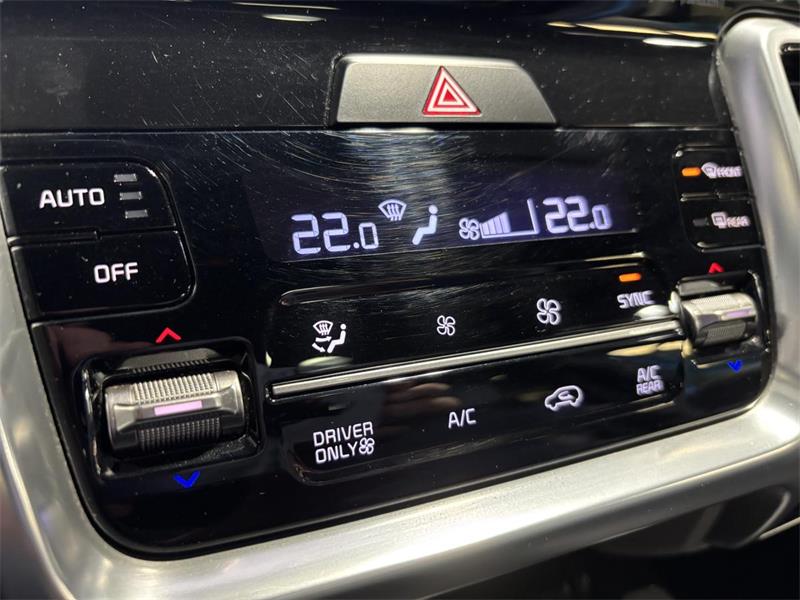 FRONT
AUTO
22.0 22.0
REAR
OFF
SYNC
A/C
REAR
A/C
DRIVER
ONLY